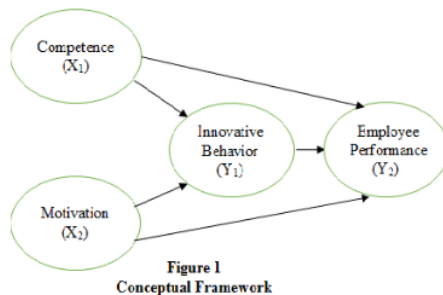 Competence
(X₁)
Innovative
Behavior
(Y₁)
Employee
Performance
(Y₂)
Motivation
(X₂)
Figure 1
Conceptual Framework